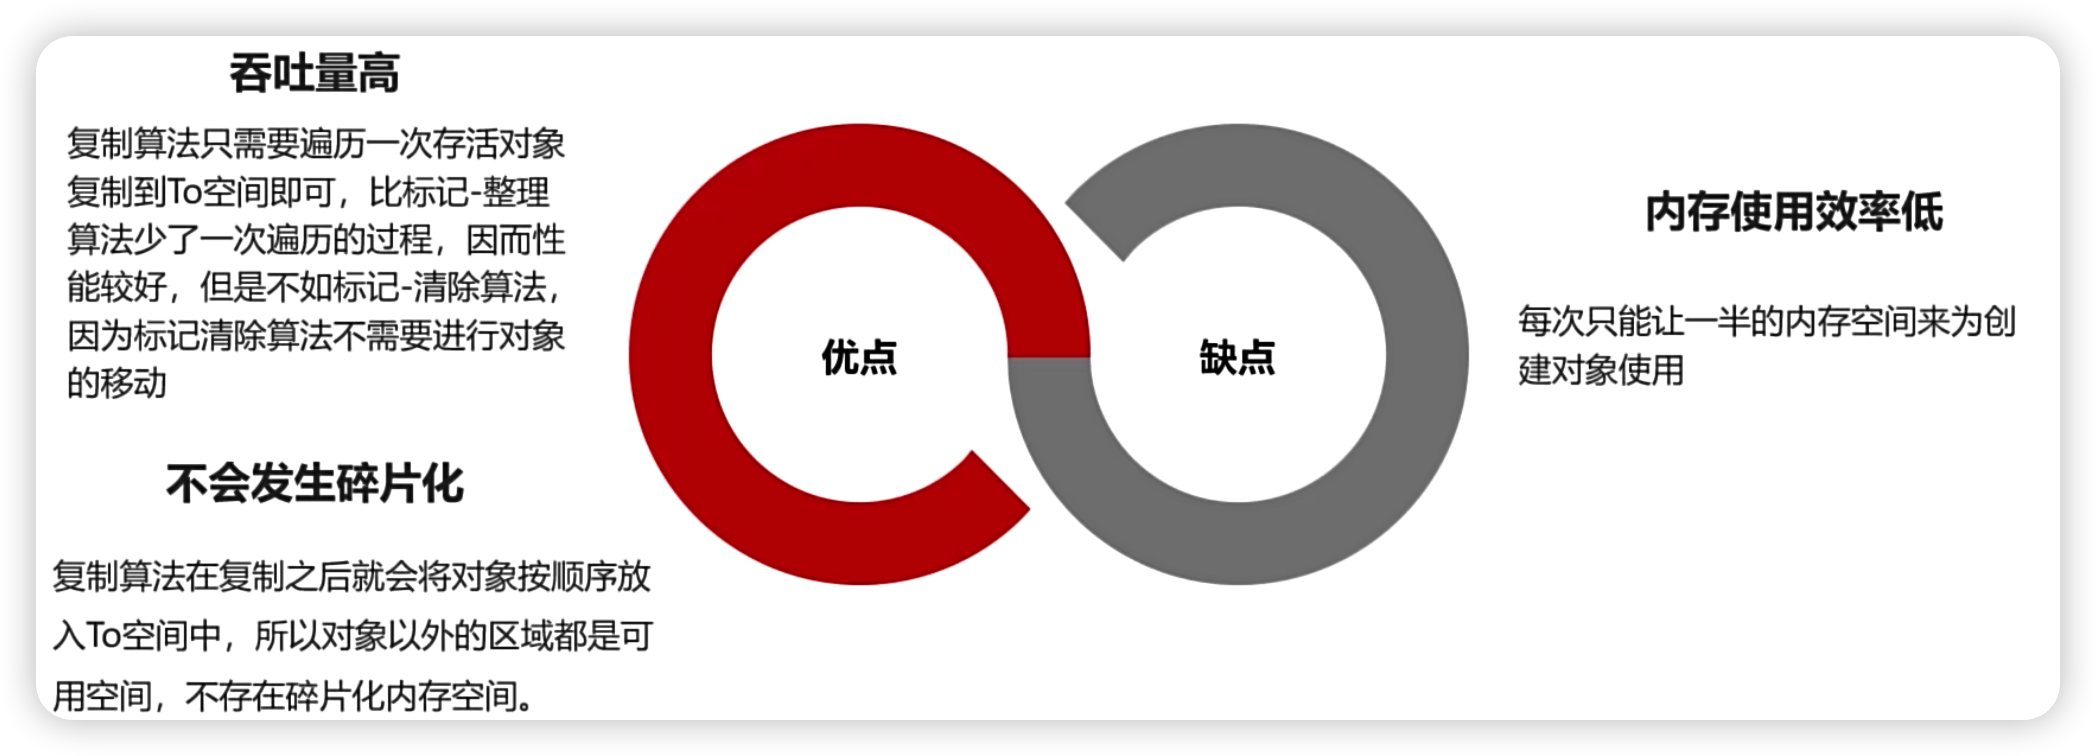 吞吐量高
复制算法只需要遍历一次存活对象
复制到To空间即可，比标记-整理
算法少了一次遍历的过程，因而性
能较好，但是不如标记-清除算法，
因为标记清除算法不需要进行对象
的移动
不会发生碎片化
复制算法在复制之后就会将对象按顺序放
入To空间中，所以对象以外的区域都是可
用空间，不存在碎片化内存空间。
优点
缺点
内存使用效率低
每次只能让一半的内存空间来为创
建对象使用